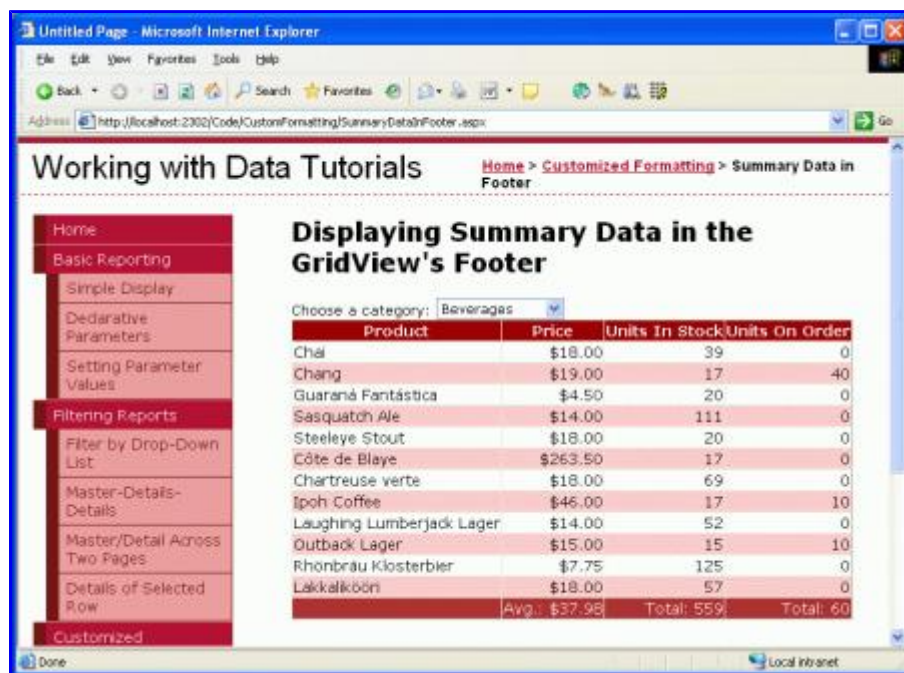 Untitled Page - Microsoft Internet Explorer
File Edit View Favorites Tools Help
Back Search Favorites
Address http://localhost:2302/Code/CustomFormatting/SummaryDataInFooter.aspx Go
Working with Data Tutorials
Home > Customized Formatting > Summary Data in
Footer
Home
Basic Reporting
Simple Display
Declarative
Parameters
Setting Parameter
Values
Filtering Reports
Filter by Drop-Down
List
Master-Details-
Details
Master/Detail Across
Two Pages
Details of Selected
Row
Customized
Displaying Summary Data in the
GridView's Footer
Choose a category: Beverages
Product Price Units In Stock Units On Order
Chai $18.00 39 0
Chang $19.00 17 40
Guaraná Fantástica $4.50 20 0
Sasquatch Ale $14.00 111 0
Steeleye Stout $18.00 20 0
Côte de Blaye $263.50 17 0
Chartreuse verte $18.00 69 0
Ipoh Coffee $46.00 17 10
Laughing Lumberjack Lager $14.00 52 0
Outback Lager $15.00 15 10
Rhönbräu Klosterbier $7.75 125 0
Lakkalikööri $18.00 57 0
Avg.: $37.98 Total: 559 Total: 60
Done Local intranet